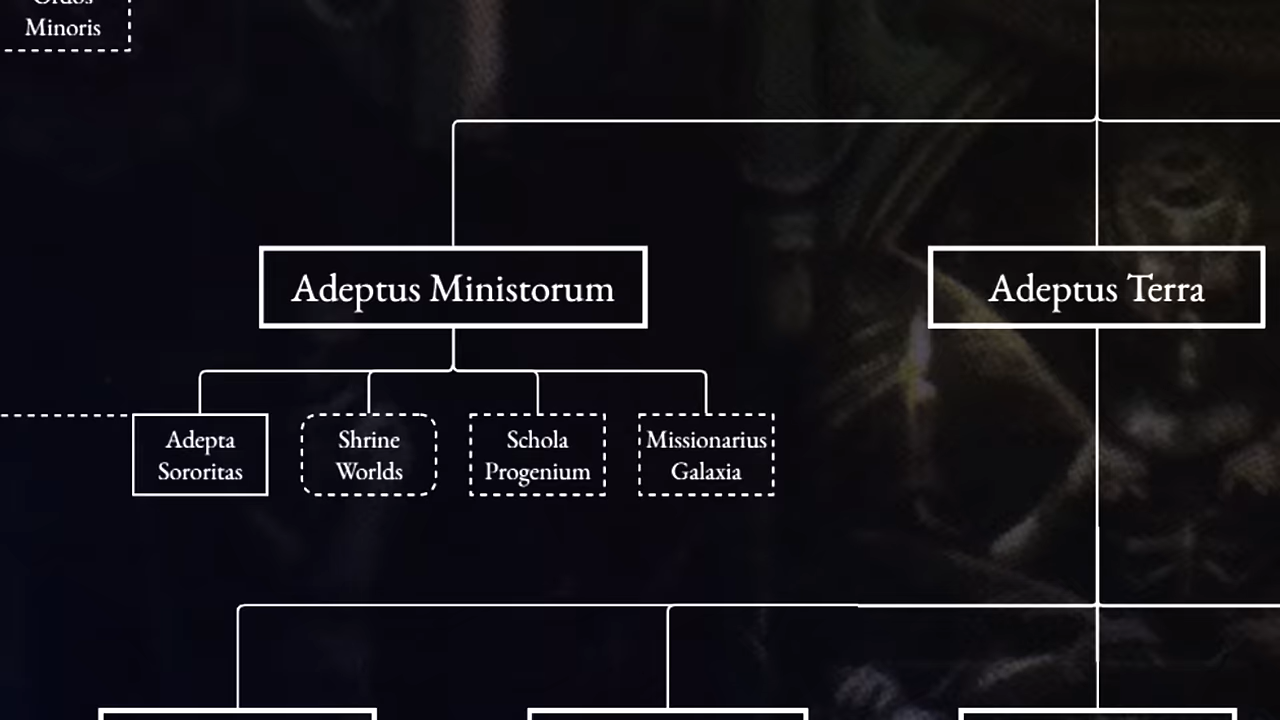 Minoris
Adeptus Ministorum
Adeptus Terra
Adepta
Sororitas
Shrine
Worlds
Schola
Progenium
Missionarius
Galaxia